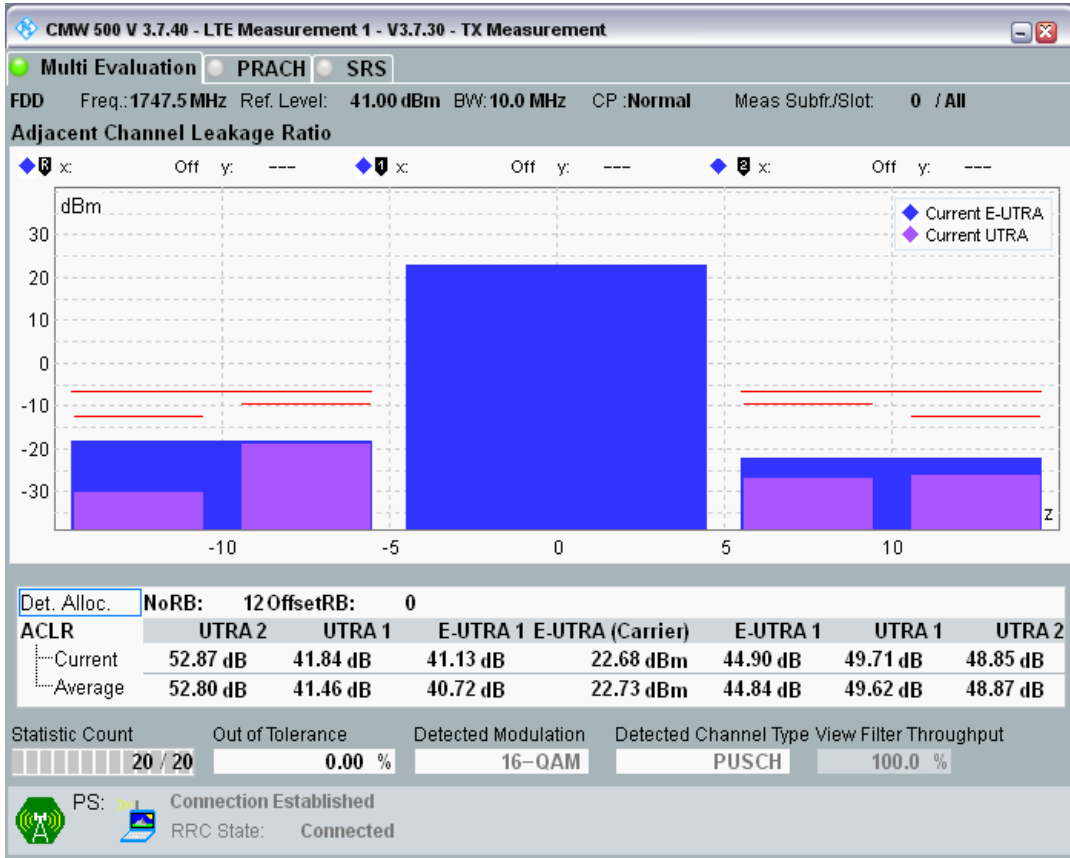 CMW 500 V 3.7.40 - LTE Measurement 1 - V3.7.30 - TX Measurement
Multi Evaluation PRACH SRS
FDD Freq.:1747.5 MHz Ref. Level: 41.00 dBm BW:10.0 MHz CP :Normal Meas Subfr./Slot: 0 / All
Adjacent Channel Leakage Ratio
R x: Off y: --- 1 x: Off y: --- 2 x: Off y: ---
dBm
Current E-UTRA
Current UTRA
30
20
10
0
-10
-20
-30
z
-10 -5 0 5 10
Det. Alloc. NoRB: 12 OffsetRB: 0
ACLR UTRA 2 UTRA 1 E-UTRA 1 E-UTRA (Carrier) E-UTRA 1 UTRA 1 UTRA 2
Current 52.87 dB 41.84 dB 41.13 dB 22.68 dBm 44.90 dB 49.71 dB 48.85 dB
Average 52.80 dB 41.46 dB 40.72 dB 22.73 dBm 44.84 dB 49.62 dB 48.87 dB
Statistic Count Out of Tolerance Detected Modulation Detected Channel Type View Filter Throughput
20 / 20 0.00 % 16-QAM PUSCH 100.0 %
PS: Connection Established
RRC State: Connected